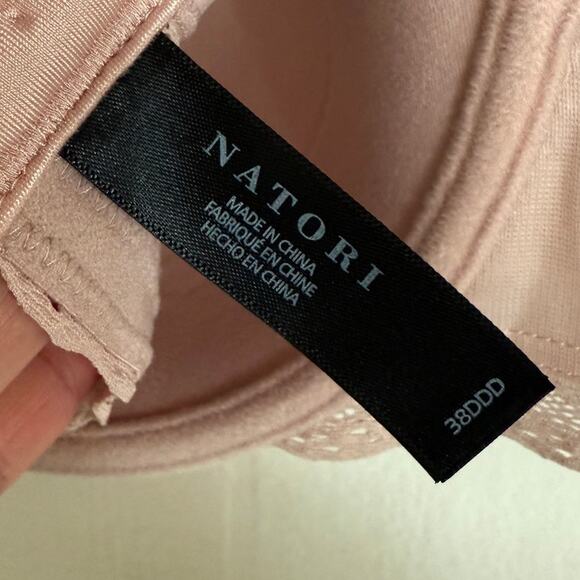 NATORI
MADE IN CHINA
FABRIQUÉ EN CHINE
HECHO EN CHINA
38DDD